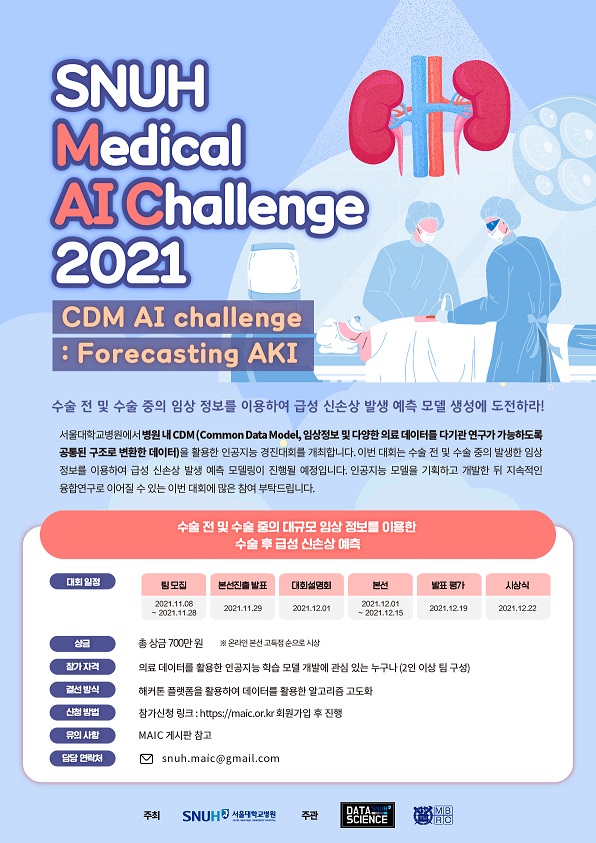 SNUH
Medical
AI Challenge
2021
CDM AI challenge
: Forecasting AKI
수술 전 및 수술 중의 임상 정보를 이용하여 급성 신손상 발생 예측 모델 생성에 도전하라!
서울대학교병원에서 병원 내 CDM (Common Data Model, 임상정보 및 다양한 의료 데이터를 다기관 연구가 가능하도록
공통된 구조로 변환한 데이터)을 활용한 인공지능 경진대회를 개최합니다. 이번 대회는 수술 전 및 수술 중의 발생한 임상
정보를 이용하여 급성 신손상 발생 예측 모델링이 진행될 예정입니다. 인공지능 모델을 기획하고 개발한 뒤 지속적인
융합연구로 이어질 수 있는 이번 대회에 많은 참여 부탁드립니다.
수술 전 및 수술 중의 대규모 임상 정보를 이용한
수술 후 급성 신손상 예측
대회 일정
팀 모집 본선진출 발표 대회설명회 본선 발표 평가 시상식
2021.11.08 ~ 2021.11.28 2021.11.29 2021.12.01 2021.12.01 ~ 2021.12.15 2021.12.19 2021.12.22
상금 총 상금 700만 원 ※ 온라인 본선 고득점 순으로 시상
참가 자격 의료 데이터를 활용한 인공지능 학습 모델 개발에 관심 있는 누구나 (2인 이상 팀 구성)
결선 방식 해커톤 플랫폼을 활용하여 데이터를 활용한 알고리즘 고도화
신청 방법 참가신청 링크 : https://maic.or.kr 회원가입 후 진행
유의 사항 MAIC 게시판 참고
담당 연락처 snuh.maic@gmail.com
주최 SNUH 서울대학교병원 주관 DATA SCIENCE MBRC